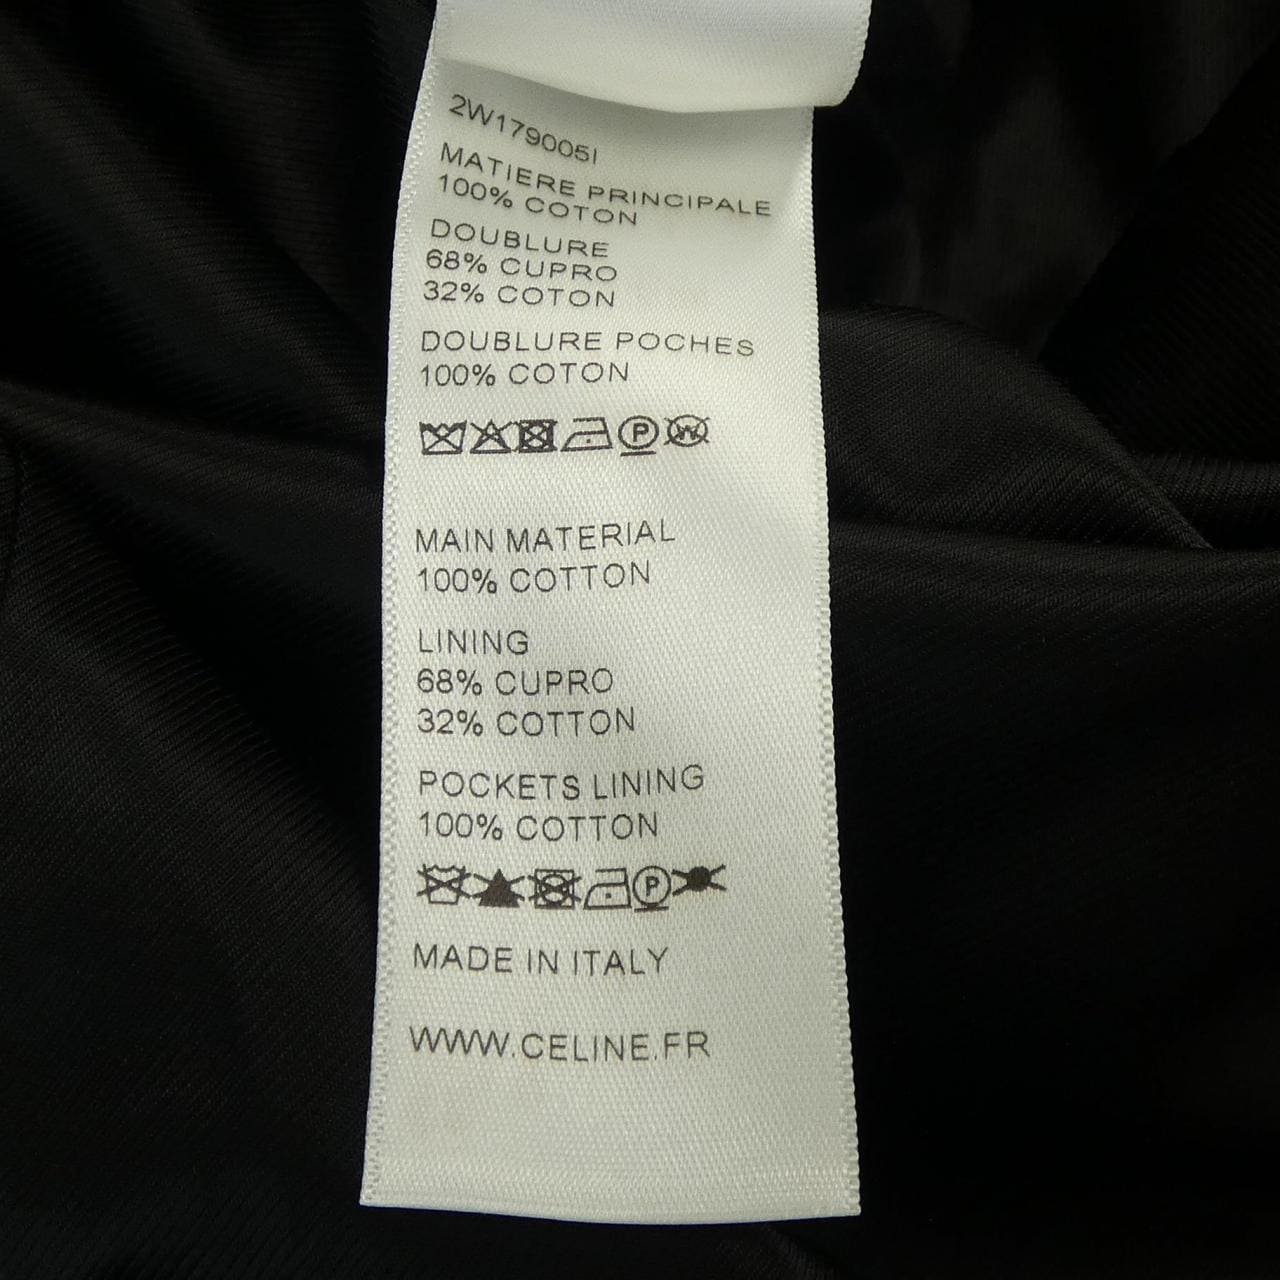 2W179005I
MATIERE PRINCIPALE
100% COTON
DOUBLURE
68% CUPRO
32% COTON
DOUBLURE POCHES
100% COTON
P W
MAIN MATERIAL
100% COTTON
LINING
68% CUPRO
32% COTTON
POCKETS LINING
100% COTTON
P
MADE IN ITALY
WWW.CELINE.FR